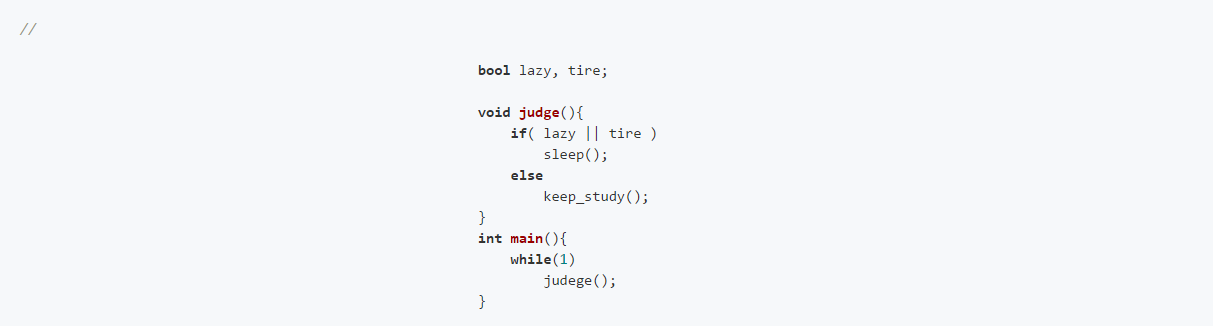 //
bool lazy, tire;
void judge(){
if( lazy || tire )
sleep();
else
keep_study();
}
int main(){
while(1)
judege();
}